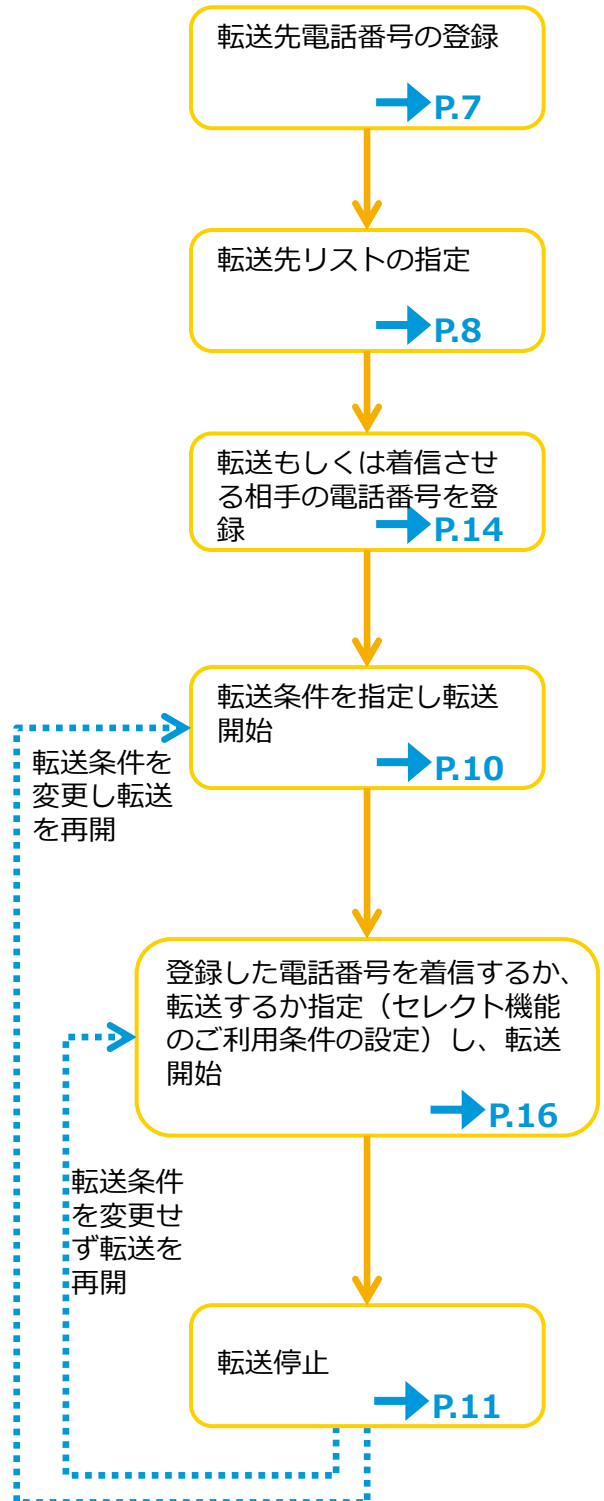 転送先電話番号の登録
P.7
転送先リストの指定
P.8
転送もしくは着信させ
る相手の電話番号を登
録
P.14
転送条件を指定し転送
開始
P.10
転送条件を
変更し転送
を再開
登録した電話番号を着信するか、
転送するか指定（セレクト機能
のご利用条件の設定）し、転送
開始
P.16
転送条件
を変更せ
ず転送を
再開
転送停止
P.11